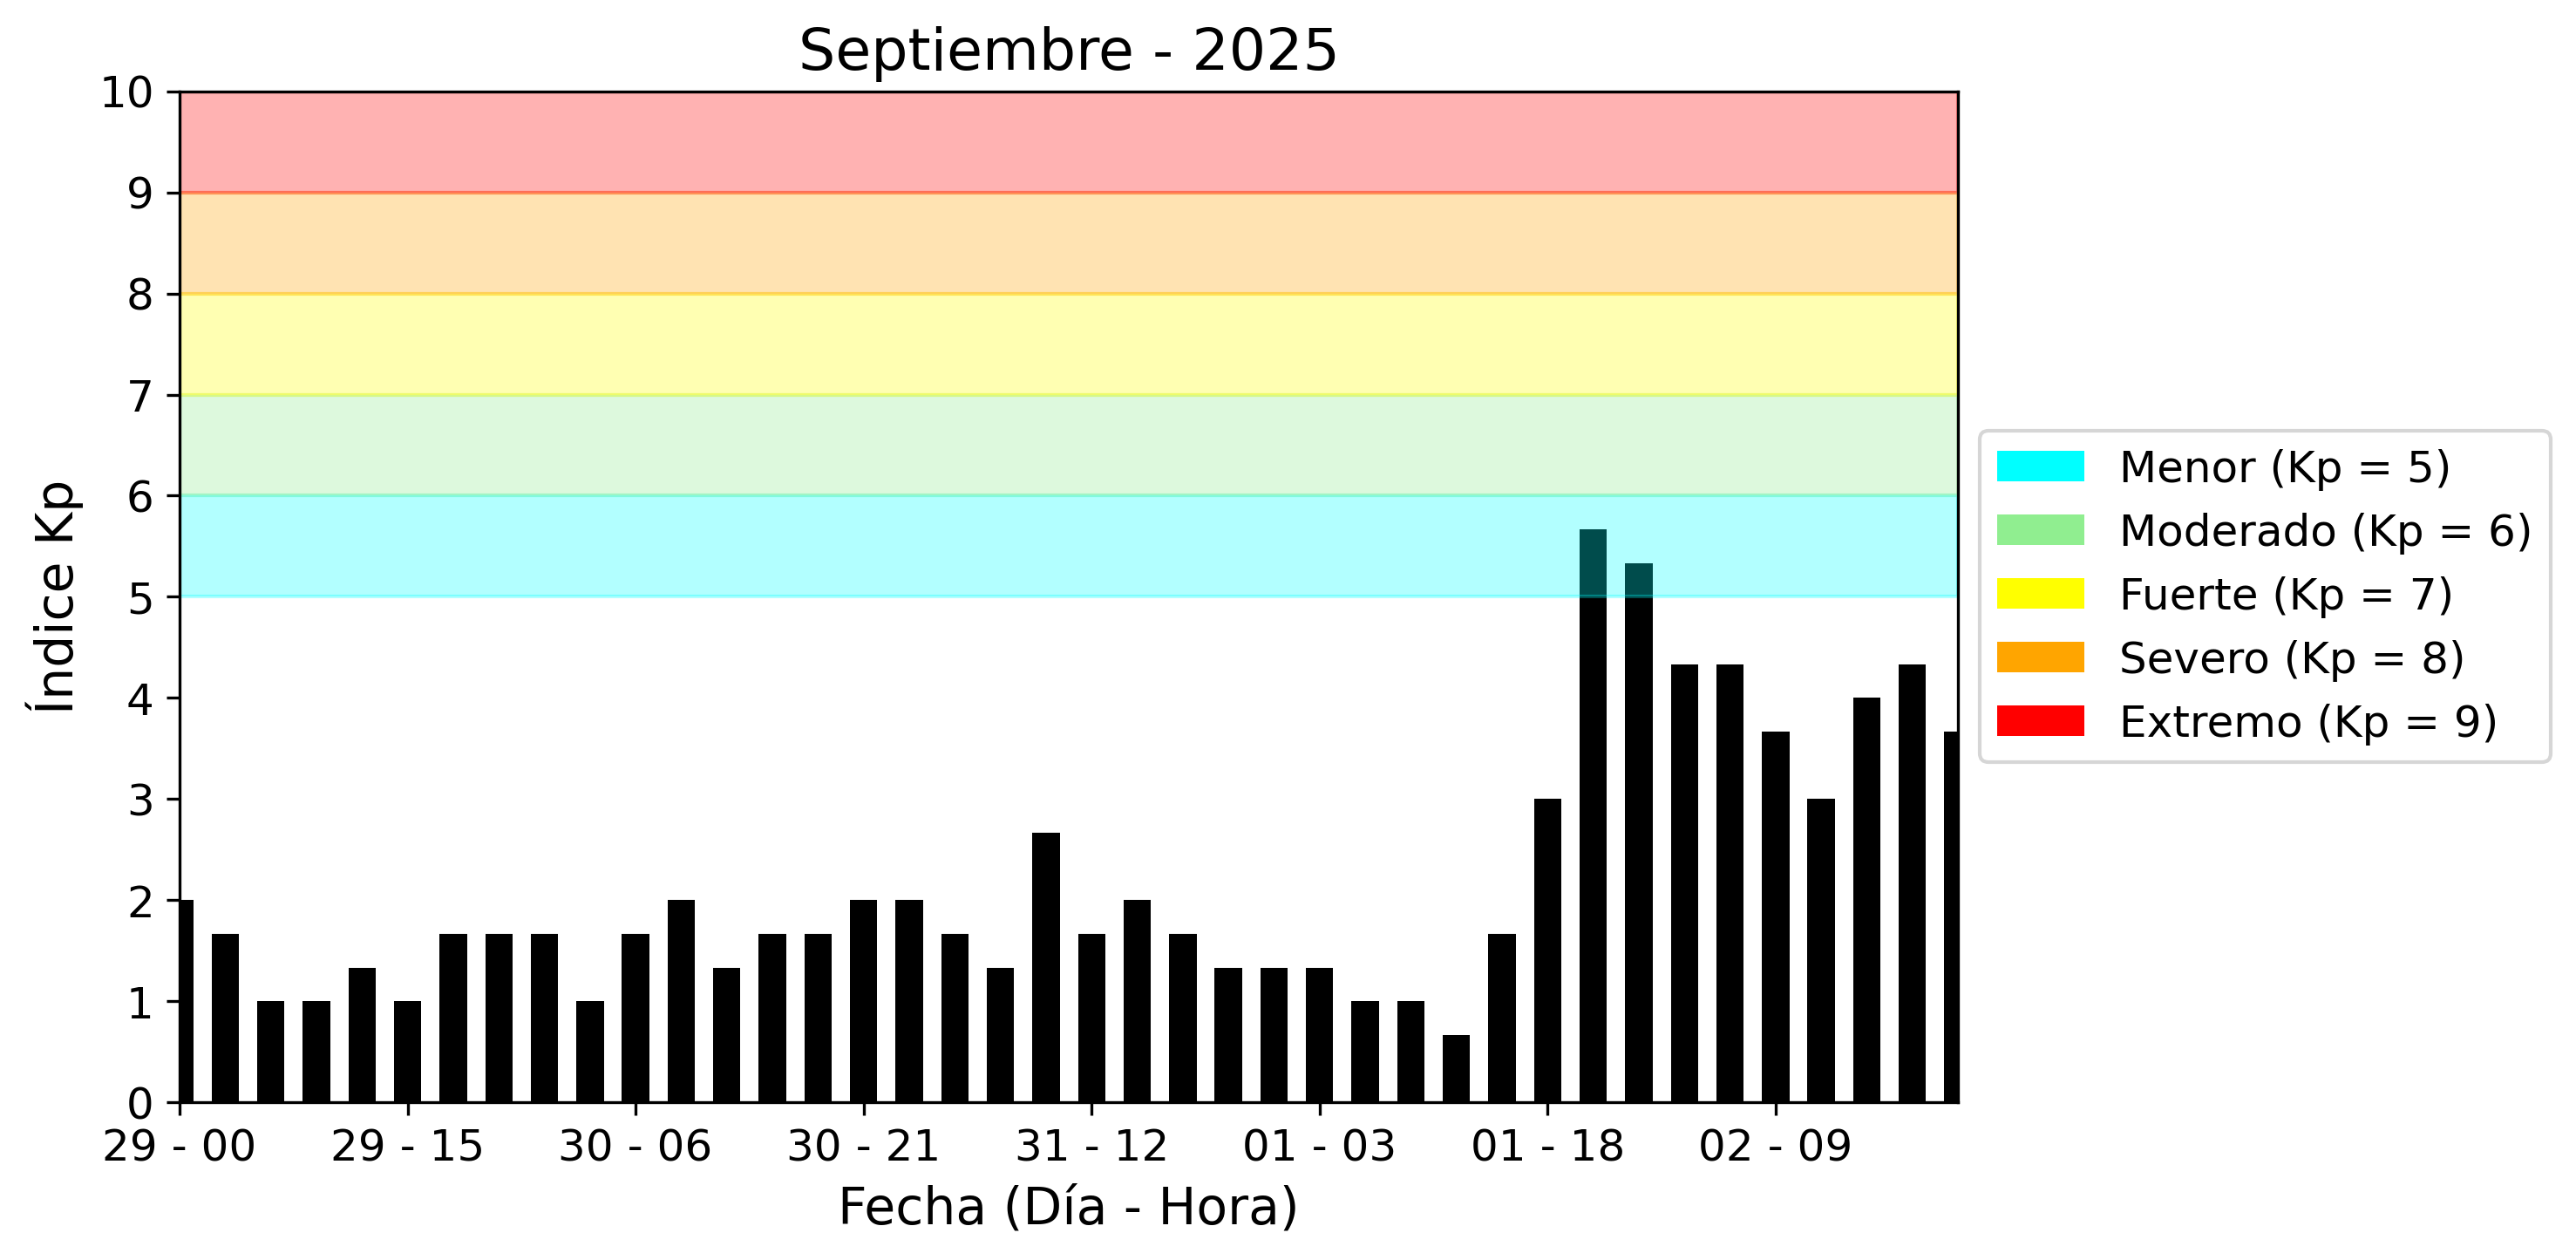 Septiembre - 2025
10
9
8
7
6
5
4
3
2
1
0
Índice Kp
29 - 00
29 - 15
30 - 06
30 - 21
31 - 12
01 - 03
01 - 18
02 - 09
Fecha (Día - Hora)
Menor (Kp = 5)
Moderado (Kp = 6)
Fuerte (Kp = 7)
Severo (Kp = 8)
Extremo (Kp = 9)